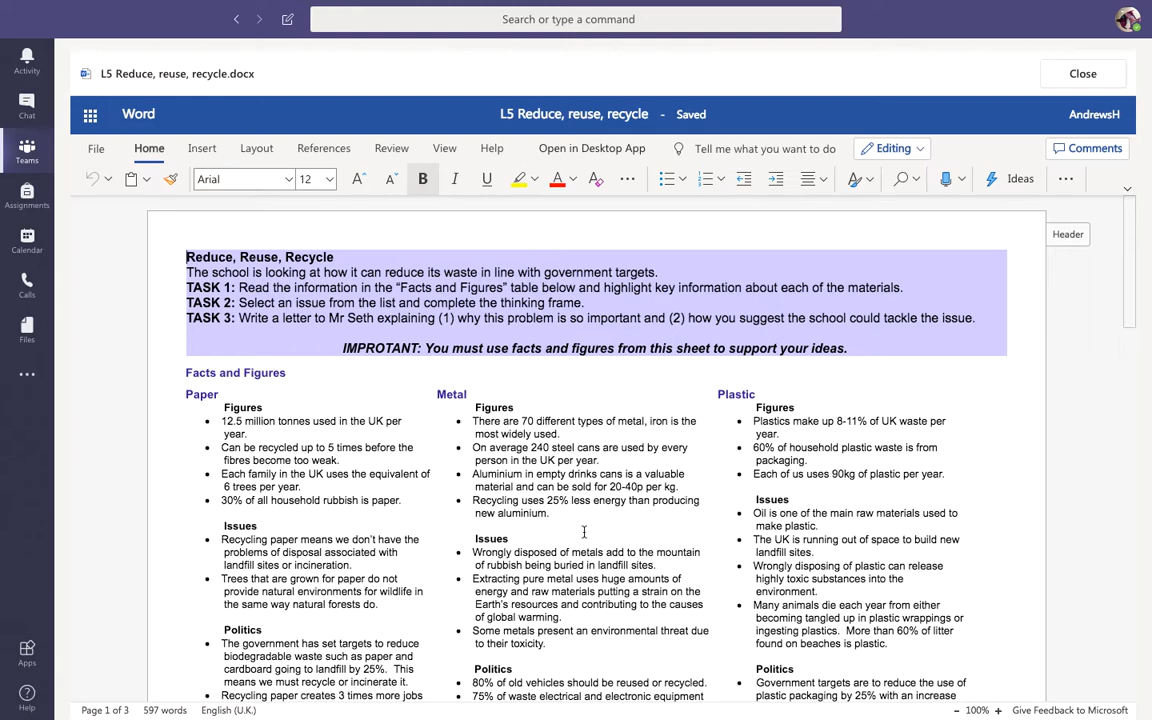 Search or type a command
Activity
Chat
Teams
Assignments
Calendar
Calls
Files
Apps
Help
L5 Reduce, reuse, recycle.docx
Close
Word
L5 Reduce, reuse, recycle - Saved
AndrewsH
File Home Insert Layout References Review View Help Open in Desktop App Tell me what you want to do Editing Comments
Arial 12 B I U A Ideas
Header
Reduce, Reuse, Recycle
The school is looking at how it can reduce its waste in line with government targets.
TASK 1: Read the information in the “Facts and Figures” table below and highlight key information about each of the materials.
TASK 2: Select an issue from the list and complete the thinking frame.
TASK 3: Write a letter to Mr Seth explaining (1) why this problem is so important and (2) how you suggest the school could tackle the issue.
IMPROTANT: You must use facts and figures from this sheet to support your ideas.
Facts and Figures
Paper
Figures
• 12.5 million tonnes used in the UK per
year.
• Can be recycled up to 5 times before the
fibres become too weak.
• Each family in the UK uses the equivalent of
6 trees per year.
• 30% of all household rubbish is paper.
Issues
• Recycling paper means we don’t have the
problems of disposal associated with
landfill sites or incineration.
• Trees that are grown for paper do not
provide natural environments for wildlife in
the same way natural forests do.
Politics
• The government has set targets to reduce
biodegradable waste such as paper and
cardboard going to landfill by 25%. This
means we must recycle or incinerate it.
• Recycling paper creates 3 times more jobs
Metal
Figures
• There are 70 different types of metal, iron is the
most widely used.
• On average 240 steel cans are used by every
person in the UK per year.
• Aluminium in empty drinks cans is a valuable
material and can be sold for 20-40p per kg.
• Recycling uses 25% less energy than producing
new aluminium.
Issues
• Wrongly disposed of metals add to the mountain
of rubbish being buried in landfill sites.
• Extracting pure metal uses huge amounts of
energy and raw materials putting a strain on the
Earth’s resources and contributing to the causes
of global warming.
• Some metals present an environmental threat due
to their toxicity.
Politics
• 80% of old vehicles should be reused or recycled.
• 75% of waste electrical and electronic equipment
Plastic
Figures
• Plastics make up 8-11% of UK waste per
year.
• 60% of household plastic waste is from
packaging.
• Each of us uses 90kg of plastic per year.
Issues
• Oil is one of the main raw materials used to
make plastic.
• The UK is running out of space to build new
landfill sites.
• Wrongly disposing of plastic can release
highly toxic substances into the
environment.
• Many animals die each year from either
becoming tangled up in plastic wrappings or
ingesting plastics. More than 60% of litter
found on beaches is plastic.
Politics
• Government targets are to reduce the use of
plastic packaging by 25% with an increase
Page 1 of 3 597 words English (U.K.) - 100% + Give Feedback to Microsoft